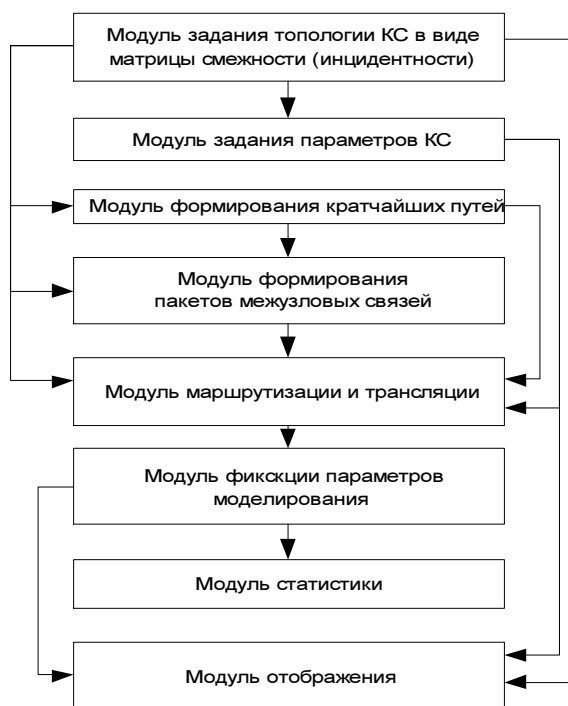 Модуль задания топологии КС в виде
матрицы смежности (инцидентности)
Модуль задания параметров КС
Модуль формирования кратчайших путей
Модуль формирования
пакетов межузловых связей
Модуль маршрутизации и трансляции
Модуль фикскции параметров
моделирования
Модуль статистики
Модуль отображения